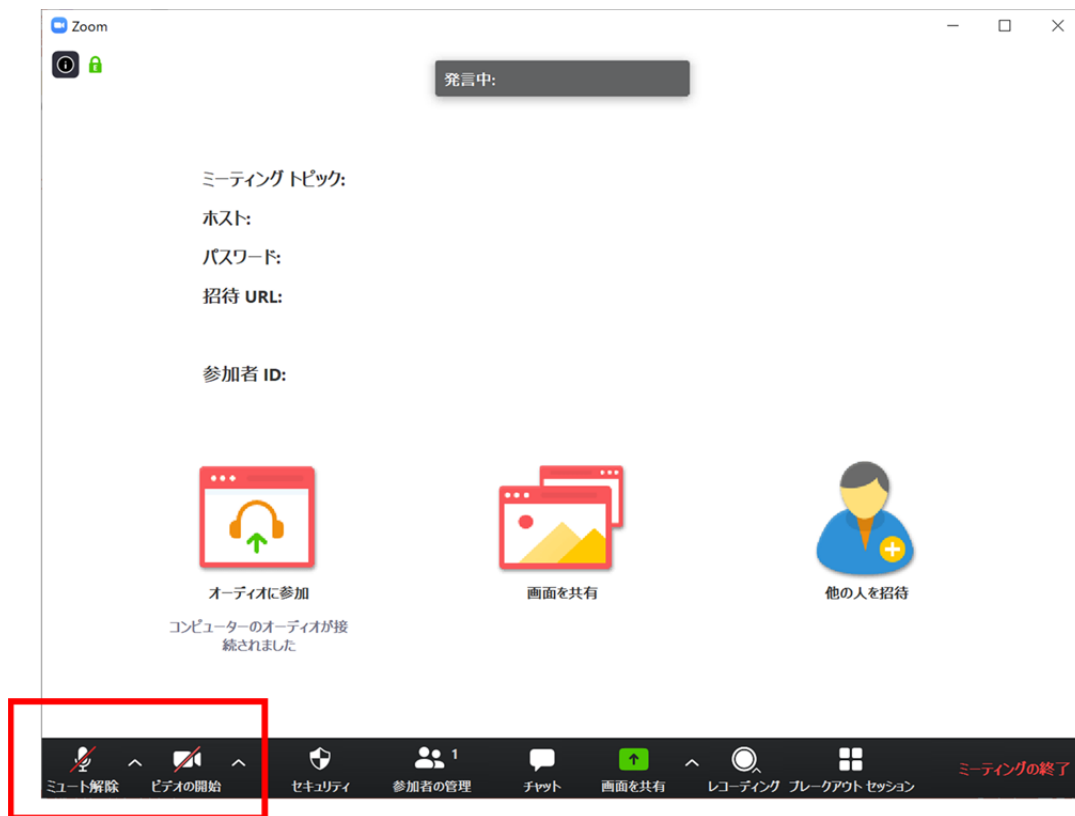 Zoom
発言中:
ミーティング トピック:
ホスト:
パスワード:
招待 URL:
参加者 ID:
オーディオに参加
画面を共有
他の人を招待
コンピューターのオーディオが接
続されました
1
ミュート解除
ビデオの開始
セキュリティ
参加者の管理
チャット
画面を共有
レコーディング
ブレークアウト セッション
ミーティングの終了